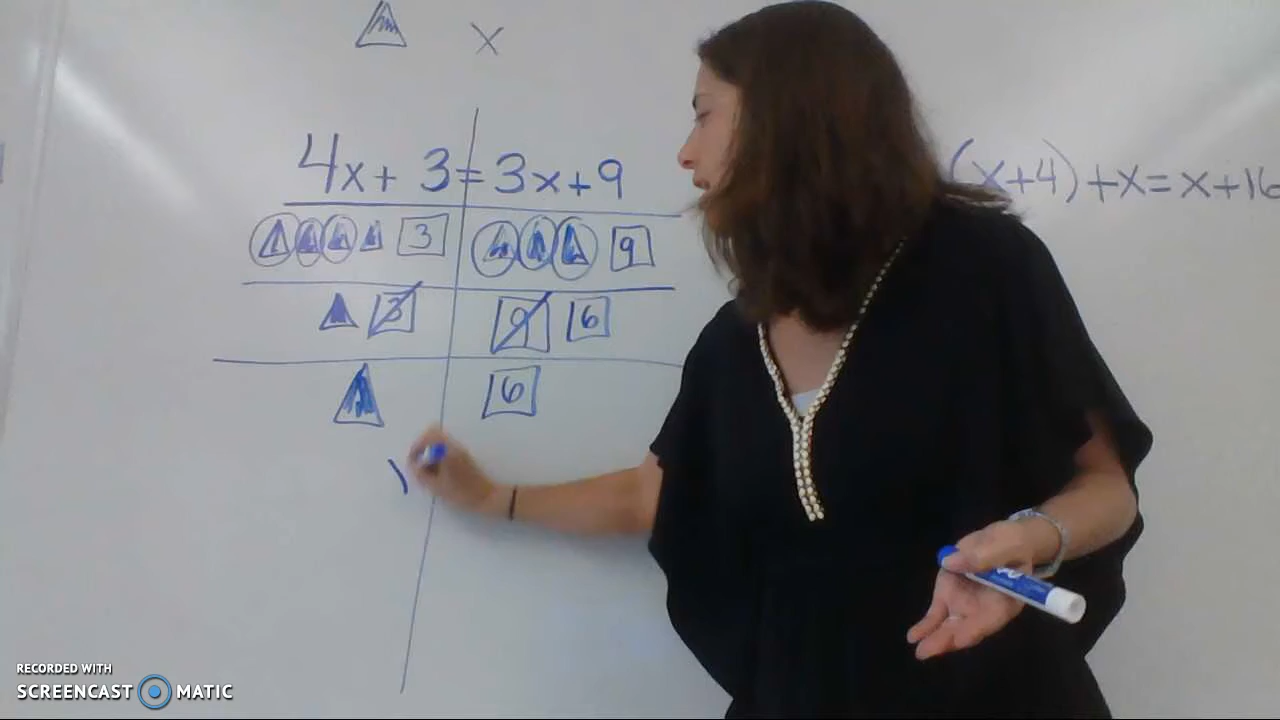 x
4x + 3 = 3x + 9
(x+4)+x=x+16
3 9
3 9 6
6
RECORDED WITH
SCREENCAST MATIC